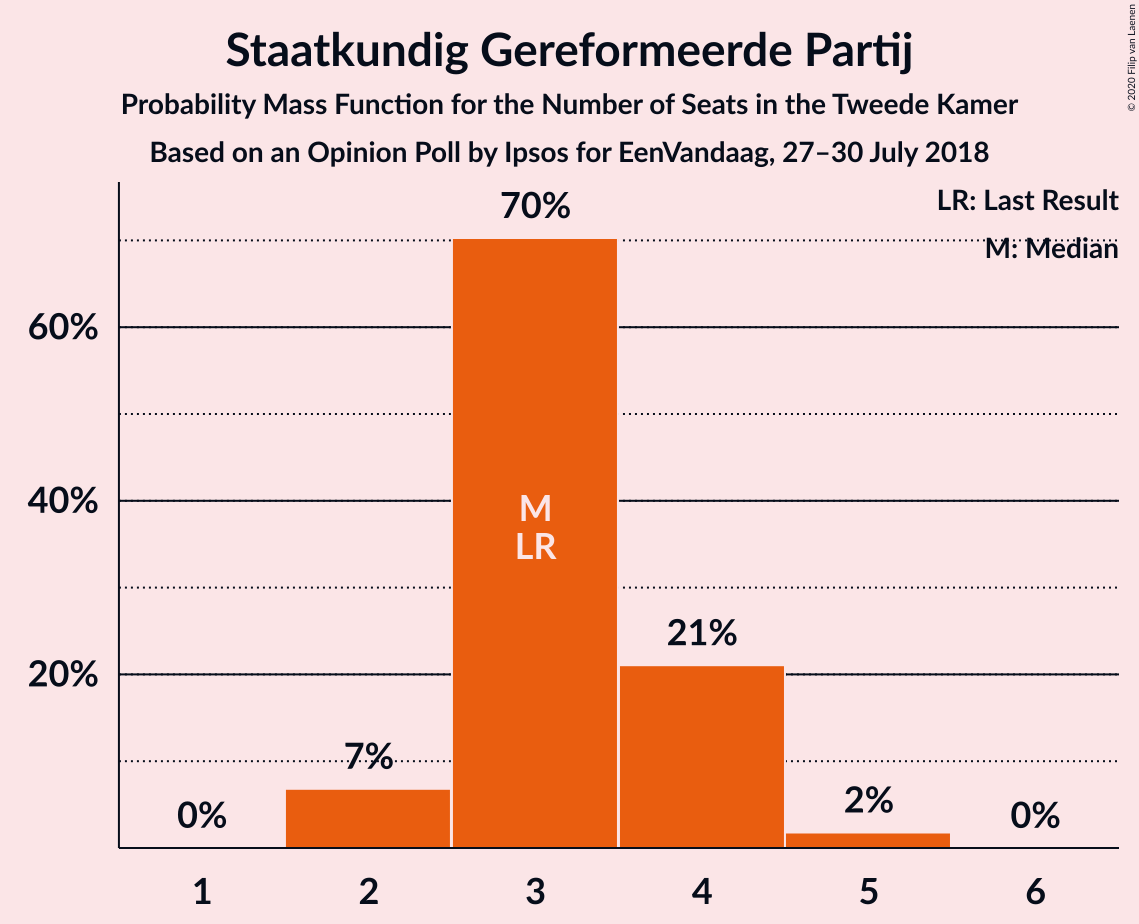 Staatkundig Gereformeerde Partij
Probability Mass Function for the Number of Seats in the Tweede Kamer
Based on an Opinion Poll by Ipsos for EenVandaag, 27–30 July 2018
© 2020 Filip van Laenen
LR: Last Result
M: Median
70%
60%
40%
M
LR
21%
20%
7%
2%
0%
0%
1 2 3 4 5 6